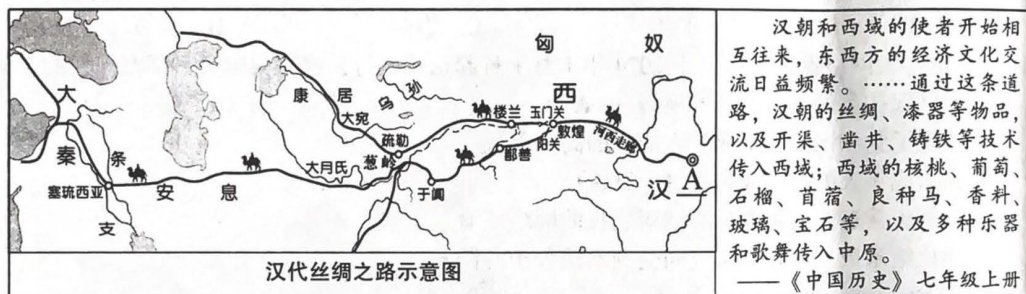 匈 奴
西
康 居
乌孙
大宛
楼兰
玉门关
敦煌
阳关
河西走廊
疏勒
鄯善
葱岭
大月氏
于阗
汉 A
大秦
条支
塞琉西亚
安 息
汉代丝绸之路示意图
汉朝和西域的使者开始相
互往来，东西方的经济文化交
流日益频繁。 通过这条道
路，汉朝的丝绸、漆器等物品，
以及开渠、凿井、铸铁等技术
传入西域；西域的核桃、葡萄、
石榴、苜蓿、良种马、香料、
玻璃、宝石等，以及多种乐器
和歌舞传入中原。
——《中国历史》七年级上册